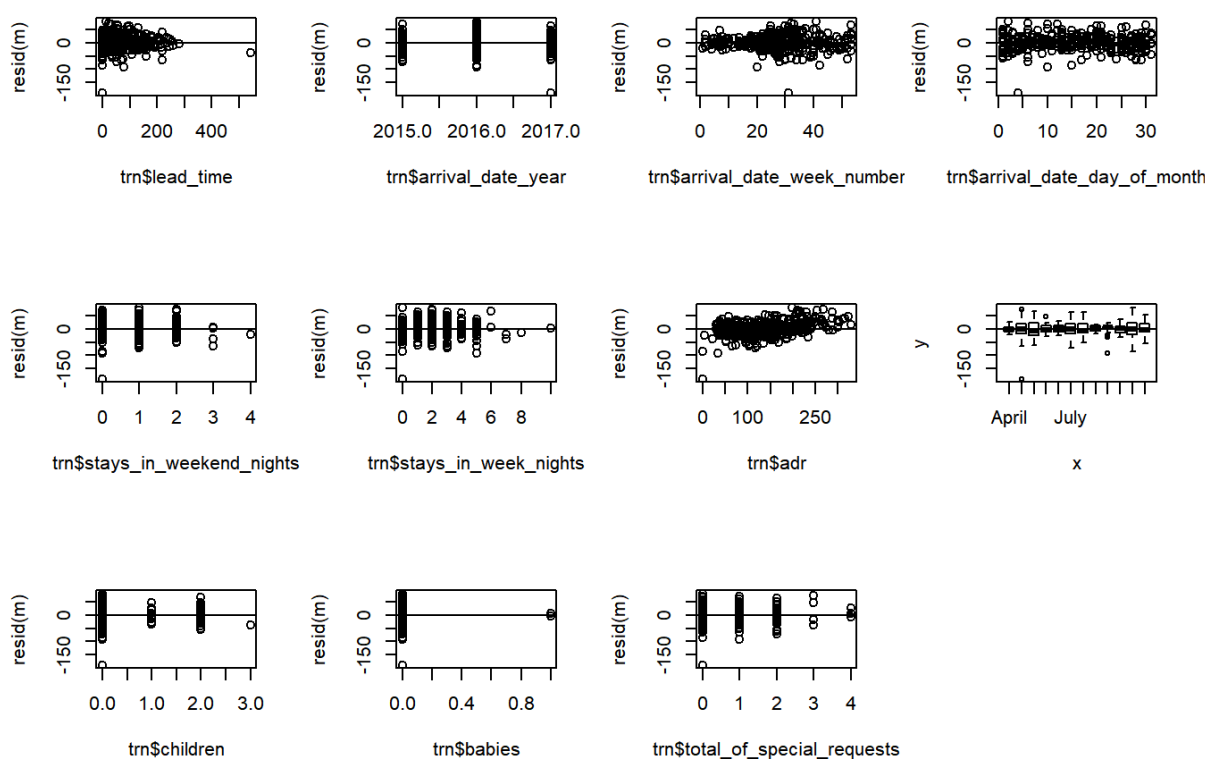 resid(m)
0
-150
0 200 400
trn$lead_time
resid(m)
0
-150
2015.0 2016.0 2017.0
trn$arrival_date_year
resid(m)
0
-150
0 20 40
trn$arrival_date_week_number
resid(m)
0
-150
0 10 20 30
trn$arrival_date_day_of_month
resid(m)
0
-150
0 1 2 3 4
trn$stays_in_weekend_nights
resid(m)
0
-150
0 2 4 6 8
trn$stays_in_week_nights
resid(m)
0
-150
0 100 250
trn$adr
y
0
-150
April July
x
resid(m)
0
-150
0.0 1.0 2.0 3.0
trn$children
resid(m)
0
-150
0.0 0.4 0.8
trn$babies
resid(m)
0
-150
0 1 2 3 4
trn$total_of_special_requests